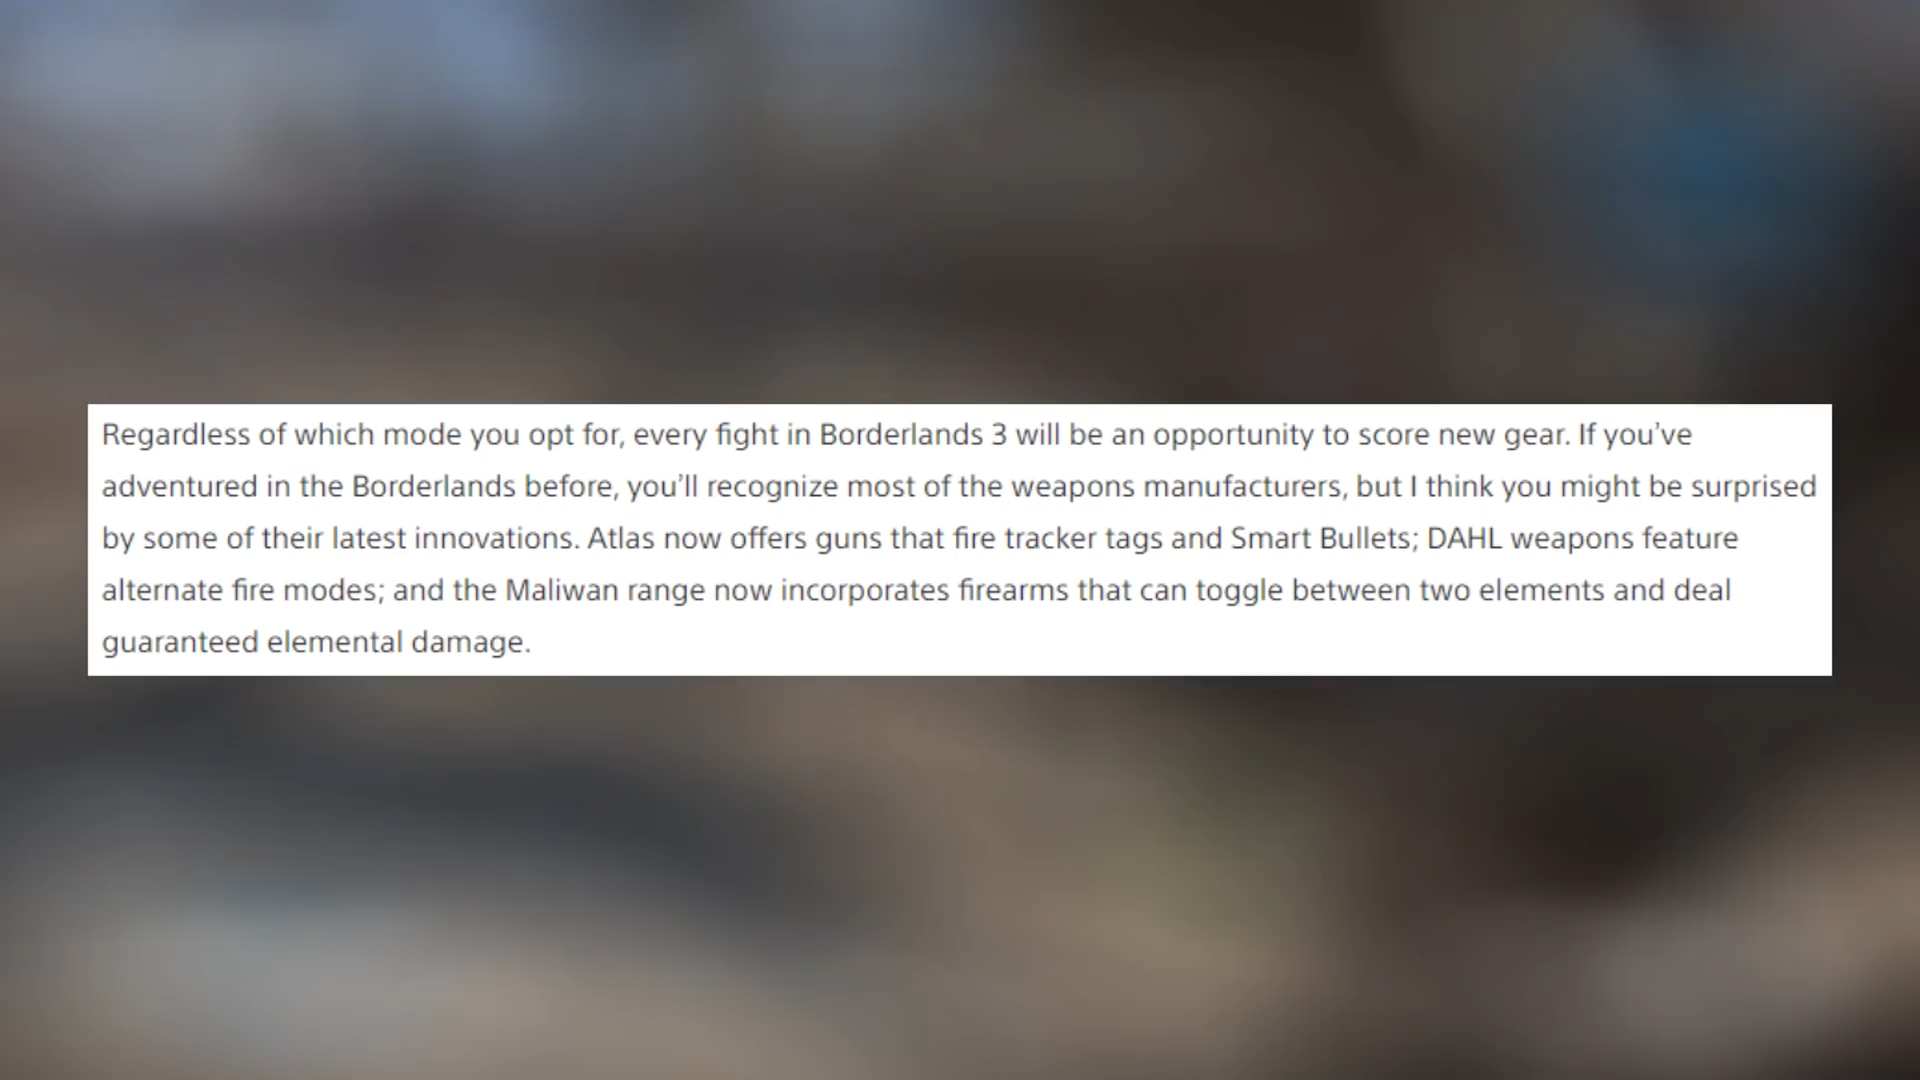 Regardless of which mode you opt for, every fight in Borderlands 3 will be an opportunity to score new gear. If you’ve
adventured in the Borderlands before, you’ll recognize most of the weapons manufacturers, but I think you might be surprised
by some of their latest innovations. Atlas now offers guns that fire tracker tags and Smart Bullets; DAHL weapons feature
alternate fire modes; and the Maliwan range now incorporates firearms that can toggle between two elements and deal
guaranteed elemental damage.